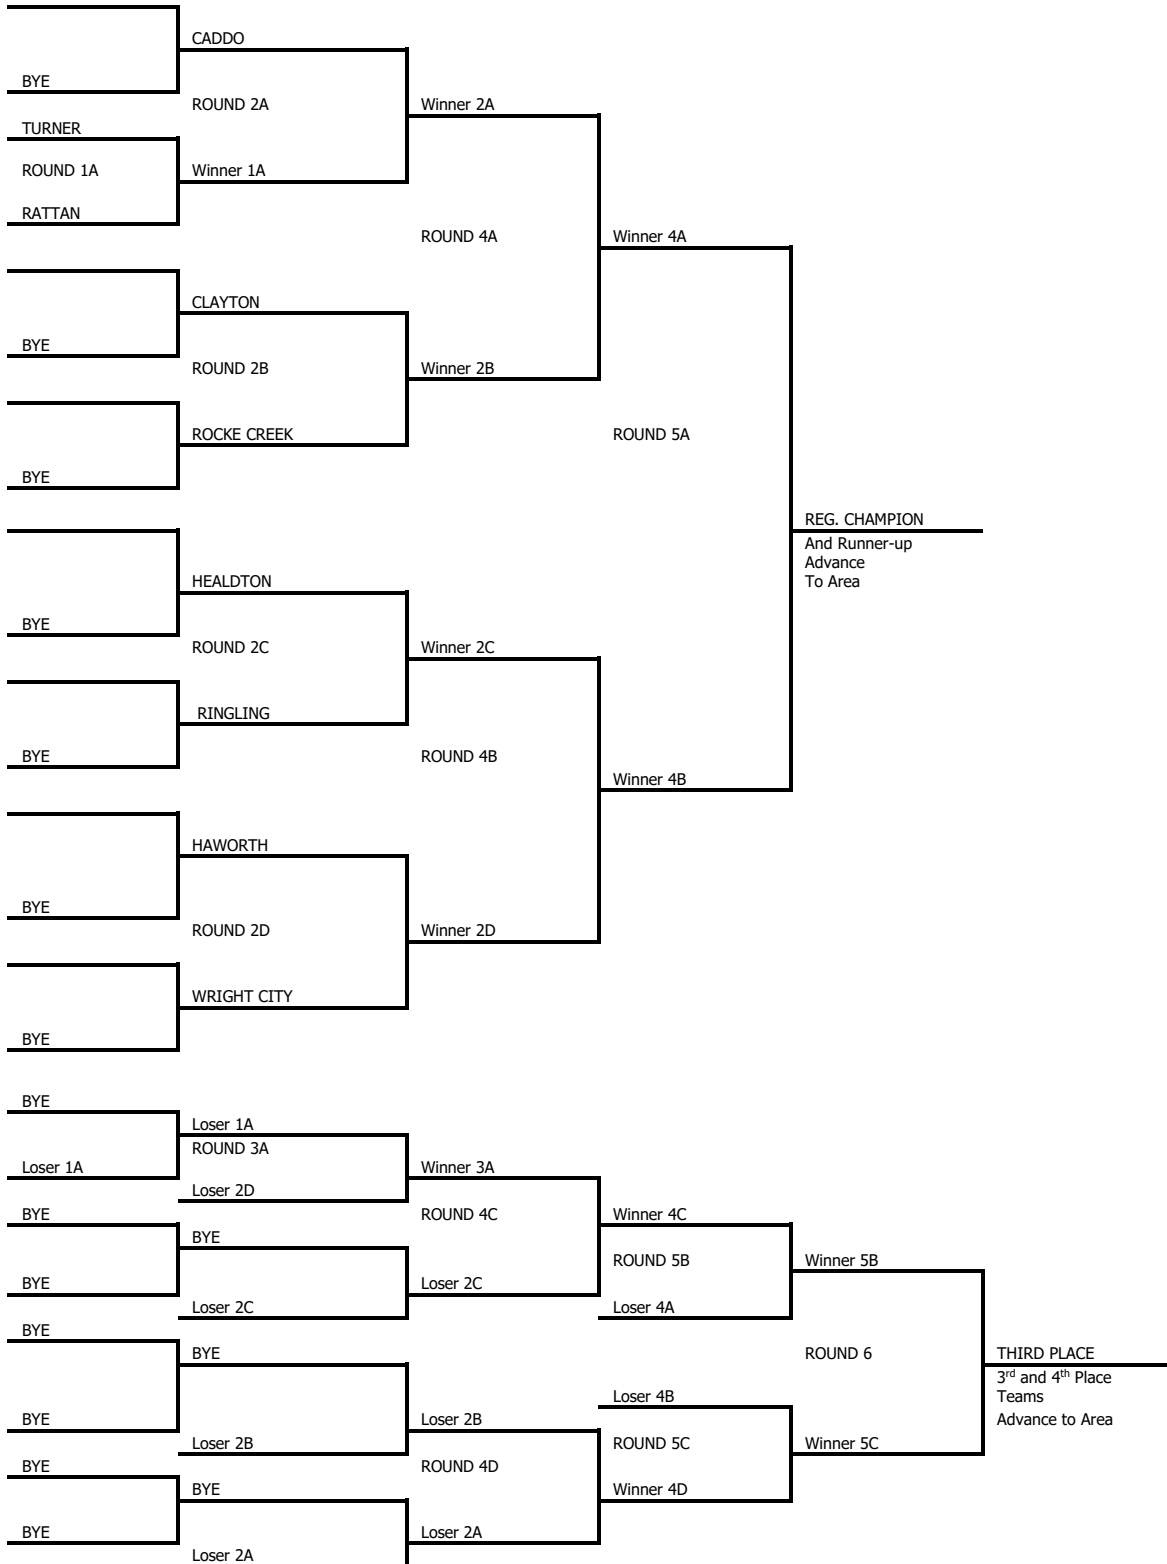 CADDO
BYE
ROUND 2A
Winner 2A
TURNER
ROUND 1A
Winner 1A
RATTAN
ROUND 4A
Winner 4A
CLAYTON
BYE
ROUND 2B
Winner 2B
ROCKE CREEK
ROUND 5A
BYE
REG. CHAMPION
And Runner-up
Advance
To Area
HEALDTON
BYE
ROUND 2C
Winner 2C
RINGLING
BYE
ROUND 4B
Winner 4B
HAWORTH
BYE
ROUND 2D
Winner 2D
WRIGHT CITY
BYE
BYE
Loser 1A
ROUND 3A
Loser 1A
Winner 3A
Loser 2D
BYE
ROUND 4C
Winner 4C
BYE
ROUND 5B
Winner 5B
BYE
Loser 2C
Loser 2C
Loser 4A
BYE
BYE
ROUND 6
THIRD PLACE
3rd and 4th Place
Teams
Advance to Area
Loser 4B
BYE
Loser 2B
Loser 2B
ROUND 5C
Winner 5C
BYE
ROUND 4D
BYE
Winner 4D
BYE
Loser 2A
Loser 2A